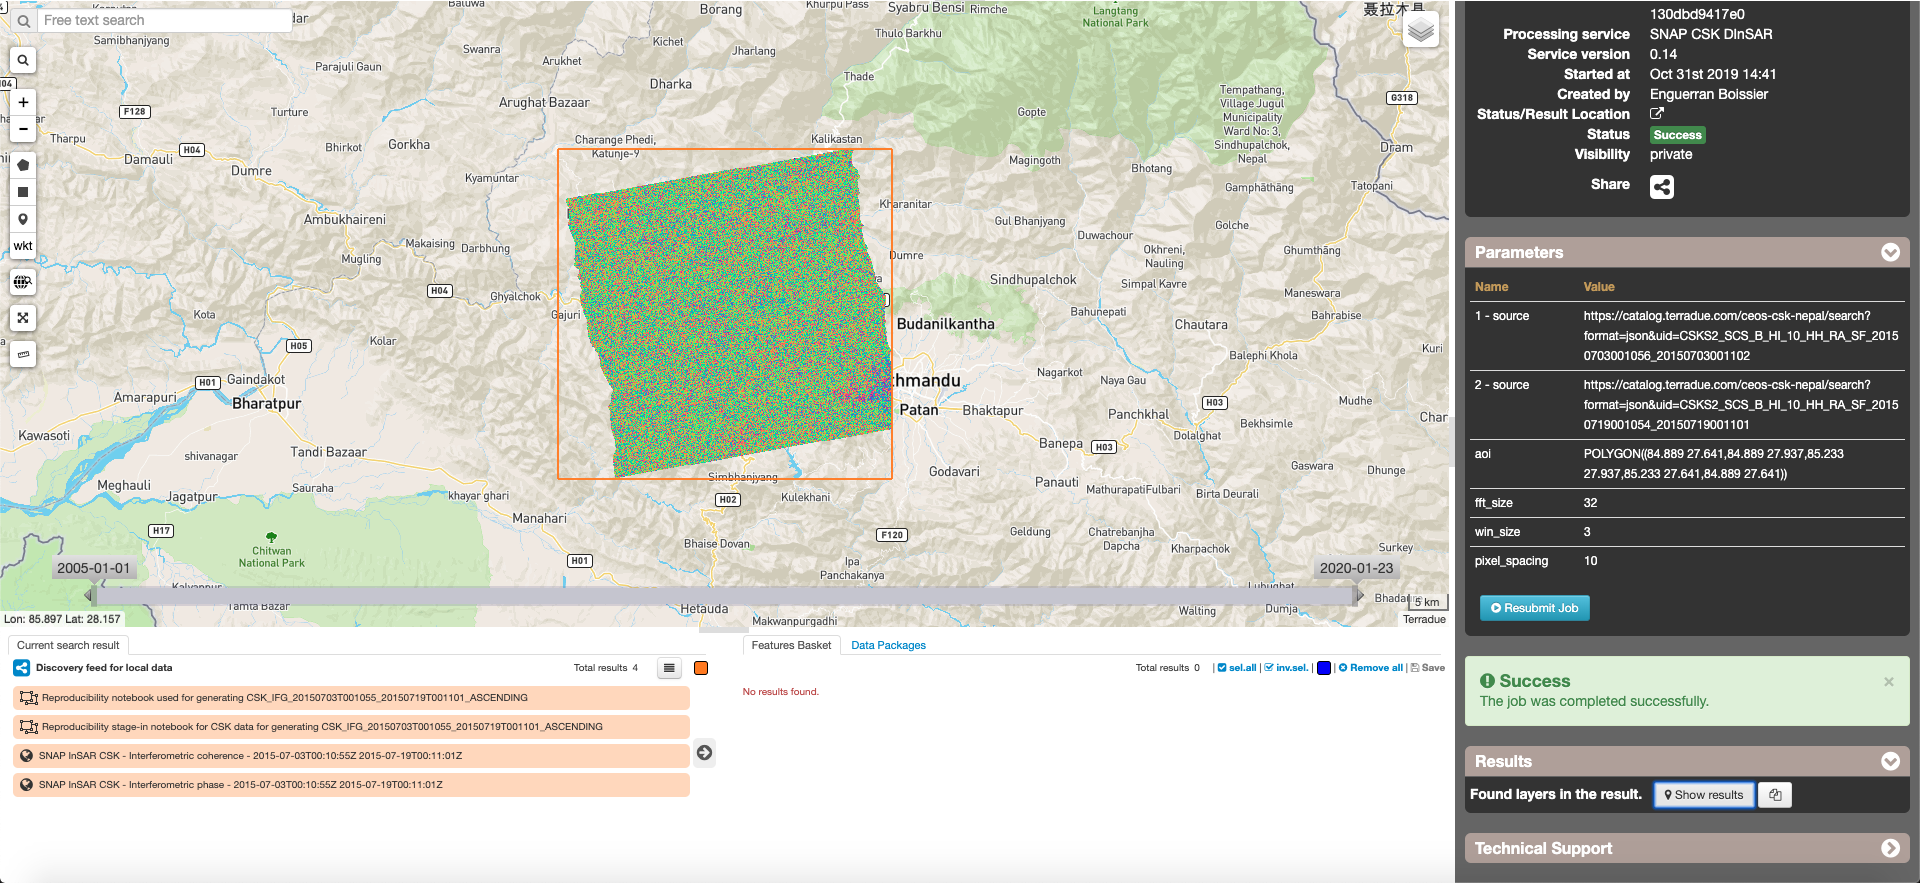 Free text search
dar
Baluwa
Borang
Khurpu Pass
Syabru Bensi
Rimche
Langtang
National Park
聂拉木县
Samibhanjyang
Swanra
Kichet
Jharlang
Thulo Barkhu
Parajuli Gaun
Arukhet
Dharka
Thade
Arughat Bazaar
Tempathang,
Village Jugul
Municipality
Ward No: 3,
Sindhupalchok,
Nepal
G318
F128
Turture
Gopte
Charange Phedi,
Katunje-9
Kalikastan
Tharpu
Damauli
H04
Bhirkot
Gorkha
Dram
Magingoth
Bhotang
Dumre
Kyamuntar
Gamphāthāng
Tatopani
Kharanitar
Ambukhaireni
Gul Bhanjyang
Golche
Makaising
Darbhung
Duwachour
Okhreni,
Nauling
Ghumthāng
Mugling
Dumre
Sindhupalchok
Simpal Kavre
H04
Ghyalchok
Maneswara
Gajuri
Kota
Budanilkantha
Bahunepati
Chautara
Bahrabise
H05
Kolar
Balephi Khola
Kuri
H01
Gaindakot
thmandu
Nagarkot
Naya Gau
Amarapuri
Bharatpur
Patan
Bhaktapur
Panchkhal
H03
Mudhe
Char
Kawasoti
Tandi Bazaar
Banepa
H03
Dolalghat
Bekhsimle
shivanagar
Simbhanjyang
Godavari
Gaswara
Dhunge
Meghauli
Jagatpur
Sauraha
khayar ghari
H02
Kulekhani
Panauti
MathurapatiFulbari
Birta Deurali
Manahari
H17
Chitwan
National Park
F120
Geldung
Chatrebanjha
Dapcha
Kharpochak
Surkey
Bhaise Dovan
H01
Ipa
Panchakanya
2005-01-01
2020-01-23
Tamta Bazar
Hetauda
Makwanpurgadhi
Walting
Dumja
5 km
Lon: 85.897 Lat: 28.157
Terradue
wkt
Current search result
Discovery feed for local data
Total results 4
Reproducibility notebook used for generating CSK_IFG_20150703T001055_20150719T001101_ASCENDING
Reproducibility stage-in notebook for CSK data for generating CSK_IFG_20150703T001055_20150719T001101_ASCENDING
SNAP InSAR CSK - Interferometric coherence - 2015-07-03T00:10:55Z 2015-07-19T00:11:01Z
SNAP InSAR CSK - Interferometric phase - 2015-07-03T00:10:55Z 2015-07-19T00:11:01Z
Features Basket Data Packages
Total results 0 | sel.all | inv.sel. | | Remove all | Save
No results found.
130dbd9417e0
Processing service SNAP CSK DInSAR
Service version 0.14
Started at Oct 31st 2019 14:41
Created by Enguerran Boissier
Status/Result Location
Status Success
Visibility private
Share
Parameters
Name Value
1 - source https://catalog.terradue.com/ceos-csk-nepal/search?
format=json&uid=CSKS2_SCS_B_HI_10_HH_RA_SF_2015
0703001056_20150703001102
2 - source https://catalog.terradue.com/ceos-csk-nepal/search?
format=json&uid=CSKS2_SCS_B_HI_10_HH_RA_SF_2015
0719001054_20150719001101
aoi POLYGON((84.889 27.641,84.889 27.937,85.233
27.937,85.233 27.641,84.889 27.641))
fft_size 32
win_size 3
pixel_spacing 10
Resubmit Job
Success ×
The job was completed successfully.
Results
Found layers in the result. Show results
Technical Support